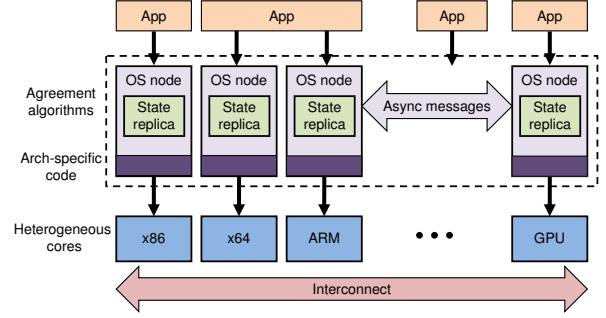 App
App
App
App
Agreement
algorithms
OS node
OS node
OS node
OS node
State
replica
State
replica
State
replica
Async messages
State
replica
Arch-specific
code
Heterogeneous
cores
x86
x64
ARM
GPU
Interconnect